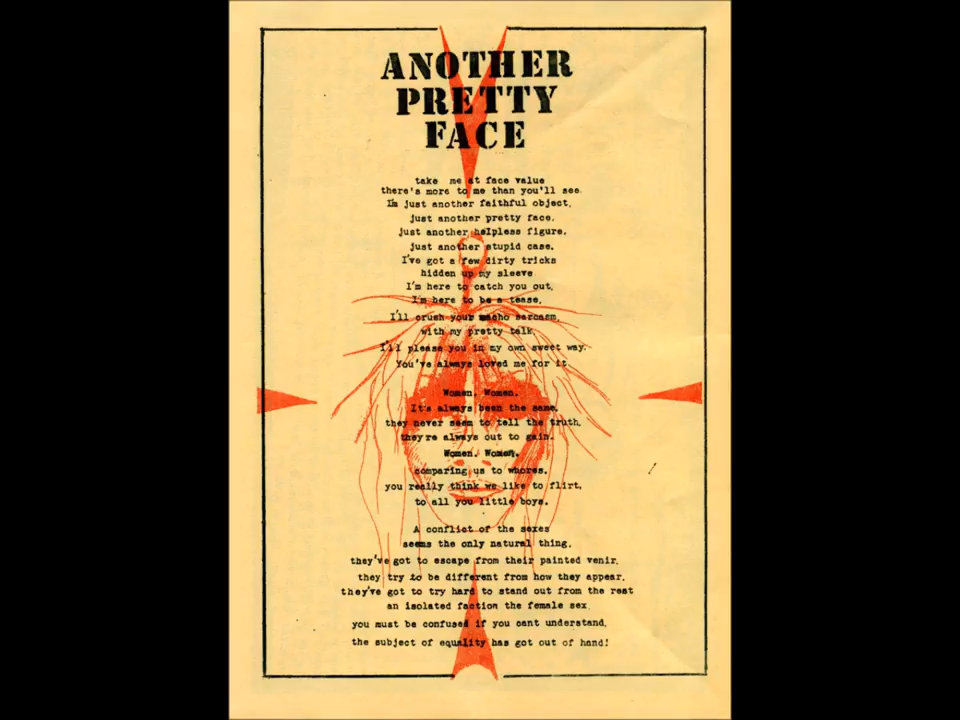 ANOTHER
PRETTY
FACE
take me at face value
there's more to me than you'll see.
I'm just another faithful object,
just another pretty face.
just another helpless figure.
just another stupid case,
I've got a few dirty tricks
hidden up my sleeve
I'm here to catch you out,
I'm here to be a tease,
I'll crush your macho sarcasm,
with my pretty talk,
I'll please you in my own sweet way.
You've always loved me for it
Women. Women.
It's always been the same,
they never seem to tell the truth,
they're always out to gain.
Women. Women.
comparing us to whores.
you really think we like to flirt,
to all you little boys.
A conflict of the sexes
seems the only natural thing,
they've got to escape from their painted venir,
they try to be different from how they appear.
they've got to try hard to stand out from the rest
an isolated faction the female sex.
you must be confused if you cant understand,
the subject of equality has got out of hand!